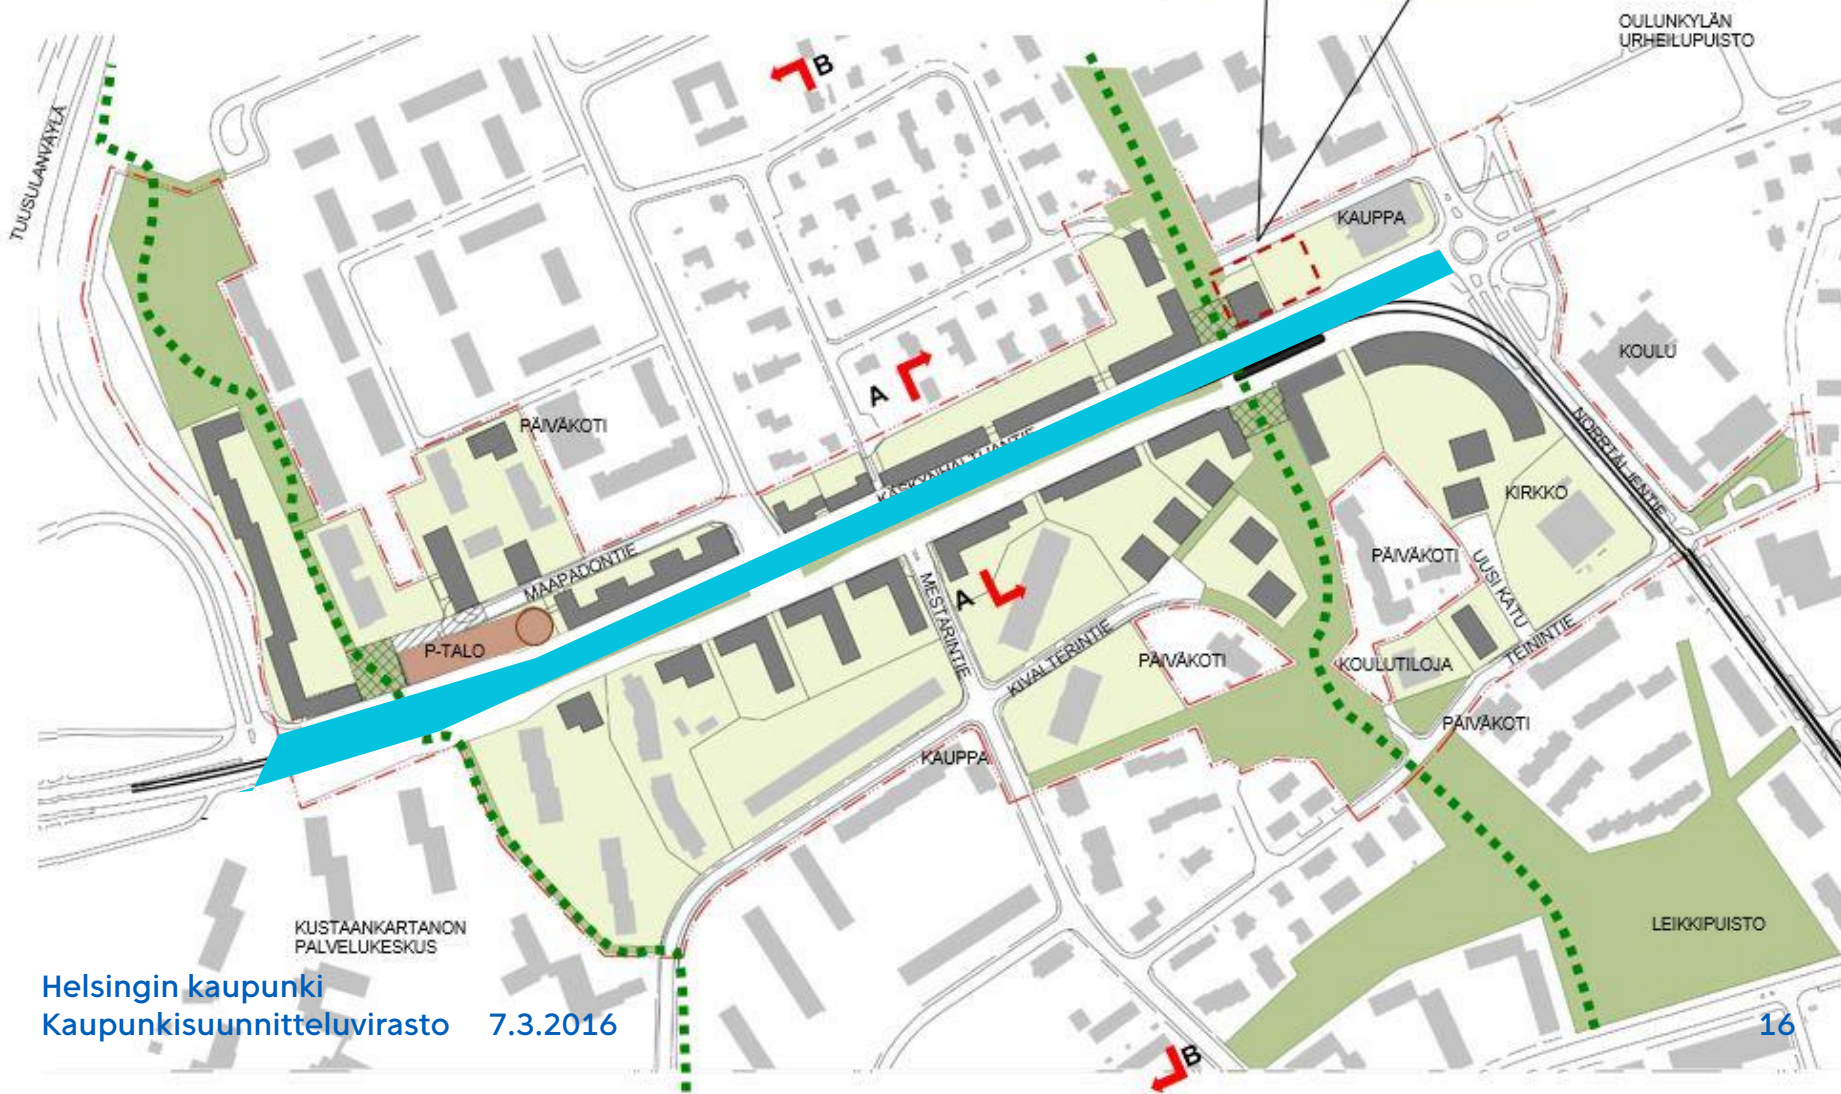 OULUNKYLÄN
URHEILUPUISTO
B
TUUSULANVÄYLÄ
KAUPPA
KOULU
A
PÄIVÄKOTI
NORRTÄLJENTIE
KIRKKO
PÄIVÄKOTI
UUSI KATU
MAAPADONTIE
A
MESTARINTIE
P-TALO
KIVALTERINTIE
PÄIVÄKOTI
KOULUTILOJA
TEININTIE
PÄIVÄKOTI
KAUPPA
LEIKKIPUISTO
KUSTAANKARTANON
PALVELUKESKUS
Helsingin kaupunki
Kaupunkisuunnitteluvirasto 7.3.2016
16
B